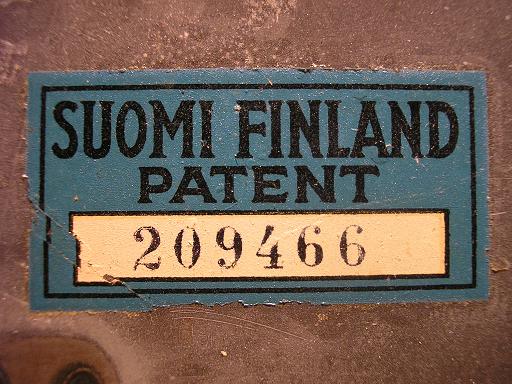 SUOMI FINLAND
PATENT
209466